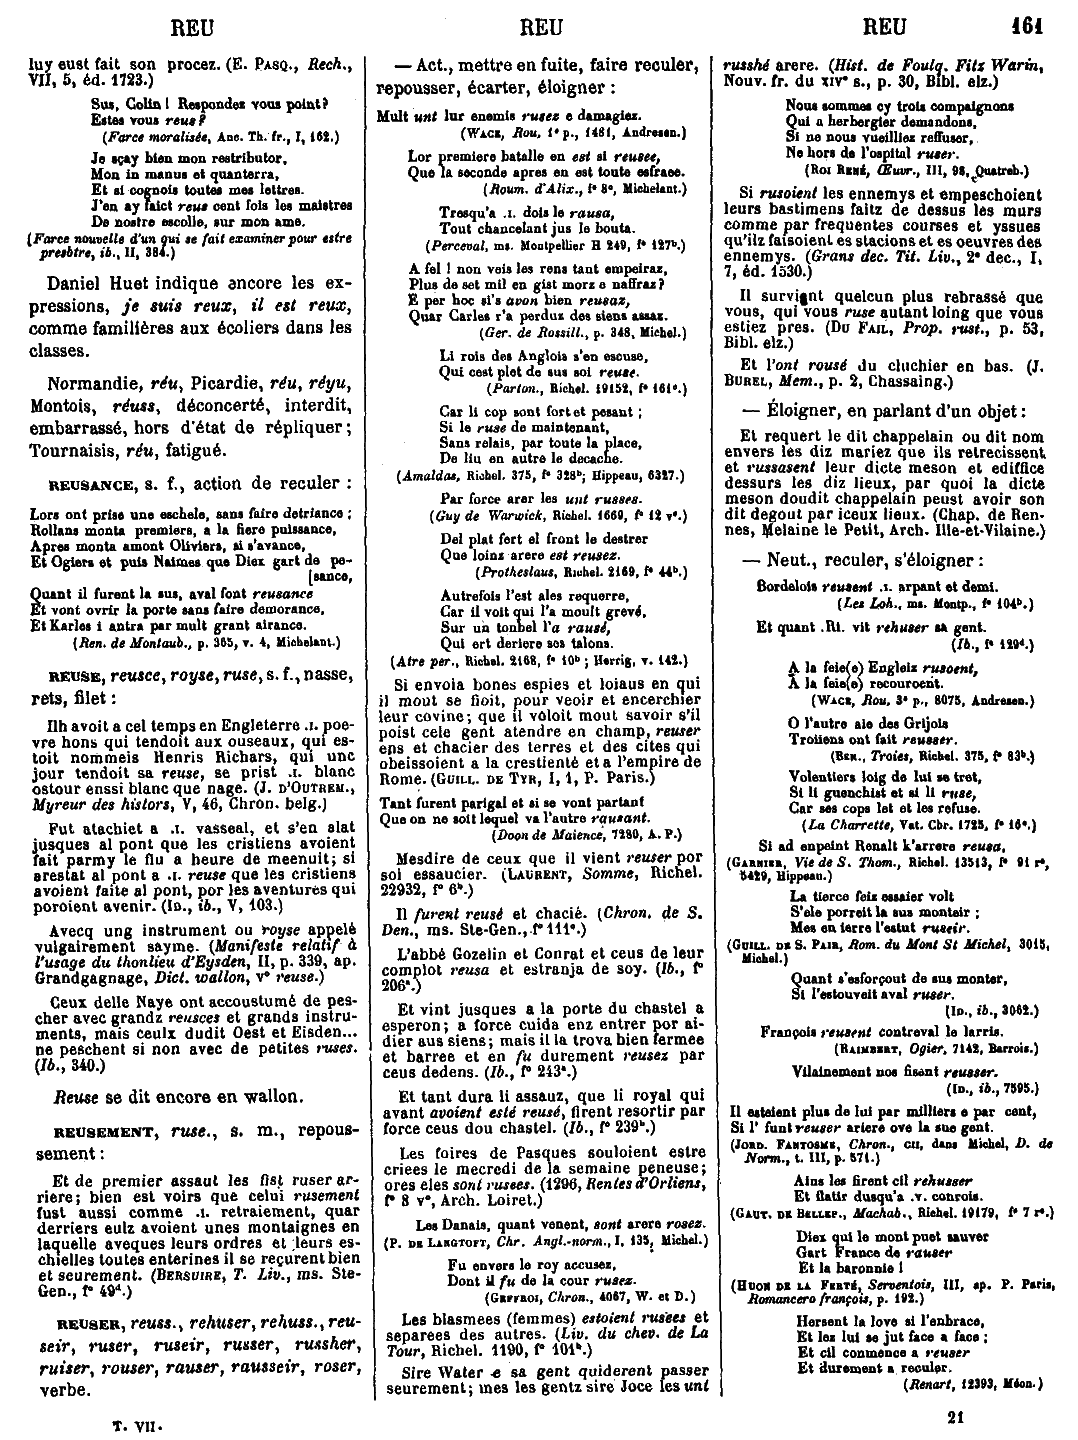 REU
REU
REU
161
luy eust fait son procez. (E. PASQ., Rech.,
VII, 5, éd. 1723.)
Sus, Colin ! Respondez vous point?
Estes vous reus?
(Farce moralisée, Anc. Th. fr., I, 162.)
Je sçay bien mon restributor,
Mon in manus et quanterra,
Et si cognois toutes mes lettres.
J'en ay faict reus cent fois les maistres
De nostre escolle, sur mon ame.
(Farce nouvelle d'un qui se fait examiner pour estre
presbtre, ib., II, 384.)
Daniel Huet indique encore les ex-
pressions, je suis reux, il est reux,
comme familières aux écoliers dans les
classes.
Normandie, réu, Picardie, réu, réyu,
Montois, réuss, déconcerté, interdit,
embarrassé, hors d'état de répliquer ;
Tournaisis, réu, fatigué.
REUSANCE, s. f., action de reculer :
Lors ont prise une eschele, sans faire detriance ;
Rollans monta premiers, a la fiere puissance,
Apres monta amont Oliviers, si s'avance,
Et Ogiers et puis Naimes que Diex gart de pe-
[sance,
Quant il furent la sus, aval font reusance
Et vont ovrir la porte sans faire demorance,
Et Karles i antra par mult grant airance.
(Ren. de Montaub., p. 365, v. 4, Michelant.)
REUSE, reusce, royse, ruse, s. f., nasse,
rets, filet :
Ilh avoit a cel temps en Engleterre .I. poe-
vre hons qui tendoit aux ouseaux, qui es-
toit nommeis Henris Richars, qui unc
jour tendoit sa reuse, se prist .I. blanc
ostour enssi blanc que nage. (J. D'OUTREM.,
Myreur des histors, V, 46, Chron. belg.)
Fut atachiet a .I. vasseal, et s'en alat
jusques al pont que les cristiens avoient
fait parmy le flu a heure de meenuit; si
arestat al pont a .I. reuse que les cristiens
avoient faite al pont, por les aventures qui
poroient avenir. (ID., ib., V, 103.)
Avecq ung instrument ou royse appelé
vulgairement sayme. (Manifeste relatif à
l'usage du thonlieu d'Eysden, II, p. 339, ap.
Grandgagnage, Dict. wallon, v° reuse.)
Ceux delle Naye ont accoustumé de pes-
cher avec grandz reusces et grands instru-
ments, mais ceulx dudit Oest et Eisden...
ne peschent si non avec de petites ruses.
(Ib., 340.)
Reuse se dit encore en wallon.
REUSEMENT, ruse., s. m., repous-
sement :
Et de premier assaut les fist ruser ar-
riere; bien est voirs que celui rusement
fust aussi comme .I. retraiement, quar
derriers eulz avoient unes montaignes en
laquelle aveques leurs ordres et leurs es-
chielles toutes enterines il se reçurent bien
et seurement. (BERSUIRE, T. Liv., ms. Ste-
Gen., f° 49d.)
REUSER, reuss., rehuser, rehuss., reu-
seir, ruser, ruseir, russer, russher,
ruiser, rouser, rauser, rausseir, roser,
verbe.
T. VII.
— Act., mettre en fuite, faire reculer,
repousser, écarter, éloigner :
Mult unt lur enemis rusez e damagiez.
(WACE, Rou, 1e p., 1481, Andresen.)
Lor premiere batalle en est si reusee,
Que la seconde apres en est toute esfraee.
(Roum. d'Alix., f° 8e, Michelant.)
Tresqu'a .I. dois le rausa,
Tout chancelant jus le bouta.
(Perceval, ms. Montpellier H 249, f° 127b.)
A fel ! non veis les rens tant empeiraz,
Plus de set mil en gist morz e naffraz?
E per hoc si's avon bien reusaz,
Quar Carles r'a perduz des siens assaz.
(Ger. de Rossill., p. 348, Michel.)
Li rois des Anglois s'en escuse,
Qui cest plet de sus soi reuse.
(Parton., Richel. 19152, f° 161e.)
Car li cop sont fort et pesant ;
Si le ruse de maintenant,
Sans relais, par toute la place,
De liu en autre le decache.
(Amaldas, Richel. 375, f° 328b; Hippeau, 6327.)
Par force arer les unt russes.
(Guy de Warwick, Richel. 1669, f° 12 v°.)
Del plat fert el front le destrer
Que loinz arere est reusez.
(Protheslaus, Richel. 2169, f° 44b.)
Autrefois l'est ales requerre,
Car il voit qui l'a moult grevé,
Sur un tonbel l'a rausé,
Qui ert deriere sos talons.
(Atre per., Richel. 2168, f° 10b ; Herrig, v. 142.)
Si envoia bones espies et loiaus en qui
il mout se fioit, pour veoir et encerchier
leur covine; que il voloit mout savoir s'il
poist cele gent atendre en champ, reuser
ens et chacier des terres et des cites qui
obeissoient a la crestienté et a l'empire de
Rome. (GUILL. DE TYR, I, 1, P. Paris.)
Tant furent parigal et si se vont partant
Que on ne soit lequel va l'autre rausant.
(Doon de Maience, 7280, A. P.)
Mesdire de ceux que il vient reuser por
soi essaucier. (LAURENT, Somme, Richel.
22932, f° 6b.)
Il furent reusé et chacié. (Chron. de S.
Den., ms. Ste-Gen., f° 111e.)
L'abbé Gozelin et Conrat et ceus de leur
complot reusa et estranja de soy. (Ib., f°
206a.)
Et vint jusques a la porte du chastel a
esperon; a force cuida enz entrer por ai-
dier aus siens; mais il la trova bien fermee
et barree et en fu durement reusez par
ceus dedens. (Ib., f° 243a.)
Et tant dura li assauz, que li royal qui
avant avoient esté reusé, firent resortir par
force ceus dou chastel. (Ib., f° 239b.)
Les foires de Pasques souloient estre
criees le mecredi de la semaine peneuse;
ores eles sont rusees. (1296, Rentes d'Orliens,
f° 8 v°, Arch. Loiret.)
Les Danais, quant venent, sont arere rosez.
(P. DE LANGTOFT, Chr. Angl.-norm., I, 135, Michel.)
Fu envers le roy accusez,
Dont il fu de la cour rusez.
(GEFFROI, Chron., 4067, W. et D.)
Les blasmees (femmes) estoient rusees et
separees des autres. (Liv. du chev. de La
Tour, Richel. 1190, f° 101b.)
Sire Water e sa gent quiderent passer
seurement; mes les gentz sire Joce les unt
russhé arere. (Hist. de Foulq. Fitz Warin,
Nouv. fr. du XIVe s., p. 30, Bibl. elz.)
Nous sommes cy trois compaignons
Qui a herbergier demandons,
Si ne nous vueilliez reffuser,
Ne hors de l'ospital ruser.
(ROI RENÉ, Œuvr., III, 98, Quatreb.)
Si rusoient les ennemys et empeschoient
leurs bastimens faitz de dessus les murs
comme par frequentes courses et yssues
qu'ilz faisoient es stacions et es oeuvres des
ennemys. (Grans dec. Tit. Liv., 2e dec., I,
7, éd. 1530.)
Il survient quelcun plus rebrassé que
vous, qui vous ruse autant loing que vous
estiez pres. (DU FAIL, Prop. rust., p. 53,
Bibl. elz.)
Et l'ont rousé du cluchier en bas. (J.
BUREL, Mem., p. 2, Chassaing.)
— Éloigner, en parlant d'un objet :
Et requert le dit chappelain ou dit nom
envers les diz mariez que ils retrecissent
et russasent leur dicte meson et ediffice
dessurs les diz lieux, par quoi la dicte
meson doudit chappelain peust avoir son
dit degout par iceux lieux. (Chap. de Ren-
nes, Melaine le Petit, Arch. Ille-et-Vilaine.)
— Neut., reculer, s'éloigner :
Bordelois reusent .I. arpant et demi.
(Les Loh., ms. Montp., f° 104b.)
Et quant .Ri. vit rehuser sa gent.
(Ib., f° 129d.)
A la feie(e) Engleiz rusoent,
A la feie(e) recouroent.
(WACE, Rou, 3e p., 8075, Andresen.)
O l'autre aie des Grijois
Troiiens ont fait reusser.
(BEN., Troies, Richel. 375, f° 83b.)
Volentiers loig de lui se tret,
Si li guenchist et si li ruse,
Car ses cops let et les refuse.
(La Charrette, Vat. Chr. 1725, f° 16e.)
Si ad enpeint Renalt k'arrere reusa,
(GARNIER, Vie de S. Thom., Richel. 13513, f° 91 r°,
5429, Hippeau.)
La tierce feiz essaier volt
S'ele porreit la sus monteir ;
Mes en terre l'estut ruseir.
(GUILL. DE S. PAIR, Rom. du Mont St Michel, 3015,
Michel.)
Quant s'esforçout de sus monter,
Si l'estouveit aval ruser.
(ID., ib., 3062.)
François reusent contreval le larris.
(RAIMBERT, Ogier, 7142, Barrois.)
Vilainement nos fisent reusser.
(ID., ib., 7595.)
Il esteient plus de lui par milliers e par cent,
Si l' funt reuser ariere ove la sue gent.
(JORD. FANTOSME, Chron., CII, dans Michel, D. de
Norm., t. III, p. 571.)
Ains les firent cil rehusser
Et flatir dusqu'a .v. conrois.
(GAUT. DE BELLEP., Machab., Richel. 19179, f° 7 r°.)
Diex qui le mont puet sauver
Gart France de rauser
Et la baronnie !
(HUON DE LA FERTÉ, Serventois, III, ap. P. Paris,
Romancero françois, p. 192.)
Hersent la love si l'enbrace,
Et lez lui se jut face a face ;
Et cil conmence a reuser
Et durement a reculer.
(Renart, 12393, Méon.)
21